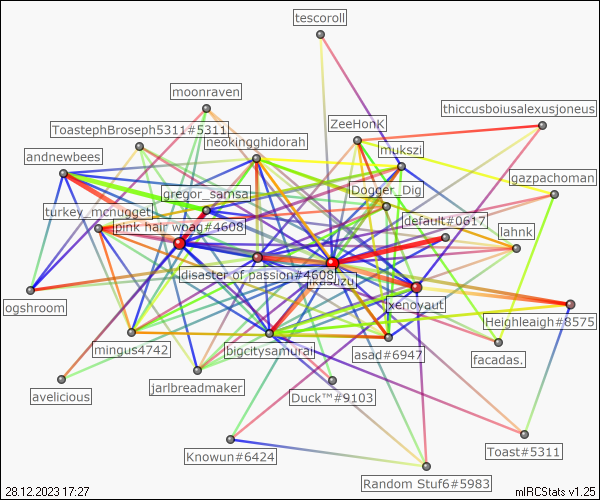 tescoroll
moonraven
thiccusboiusalexusjoneus
ToastephBroseph5311#5311
ZeeHonK
neokingghidorah
mukszi
andnewbees
gazpachoman
gregor_samsa
Dogger_Dig
turkey_mcnugget
default#0617
pink hair woag#4608
lahnk
disaster of passion#4608
ikasuzu
ogshroom
xenovaut
Heighleaigh#8575
mingus4742
bigcitysamurai
asad#6947
facadas.
jarlbreadmaker
avelicious
Duck™#9103
Knowun#6424
Toast#5311
Random Stuf6#5983
28.12.2023 17:27
mIRCStats v1.25